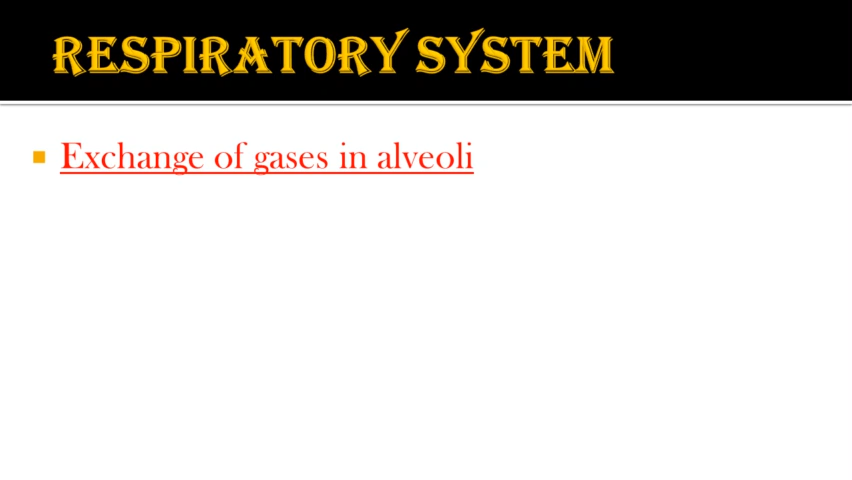 RESPIRATORY SYSTEM
Exchange of gases in alveoli